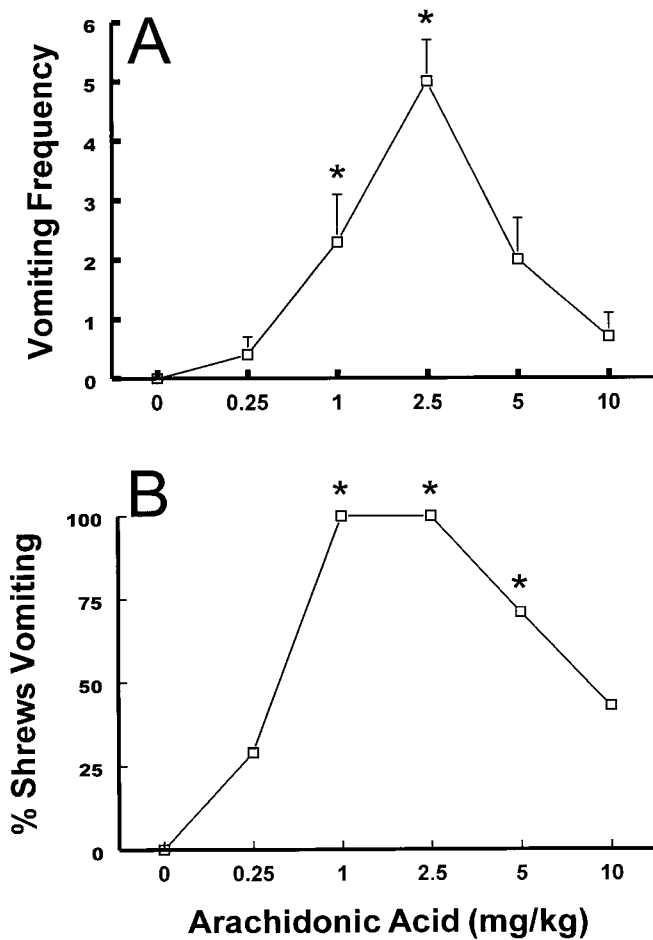 A
Vomiting Frequency
6
5
4
3
2
1
0
*
*
0 0.25 1 2.5 5 10
B
% Shrews Vomiting
100
75
50
25
0
* *
*
0 0.25 1 2.5 5 10
Arachidonic Acid (mg/kg)